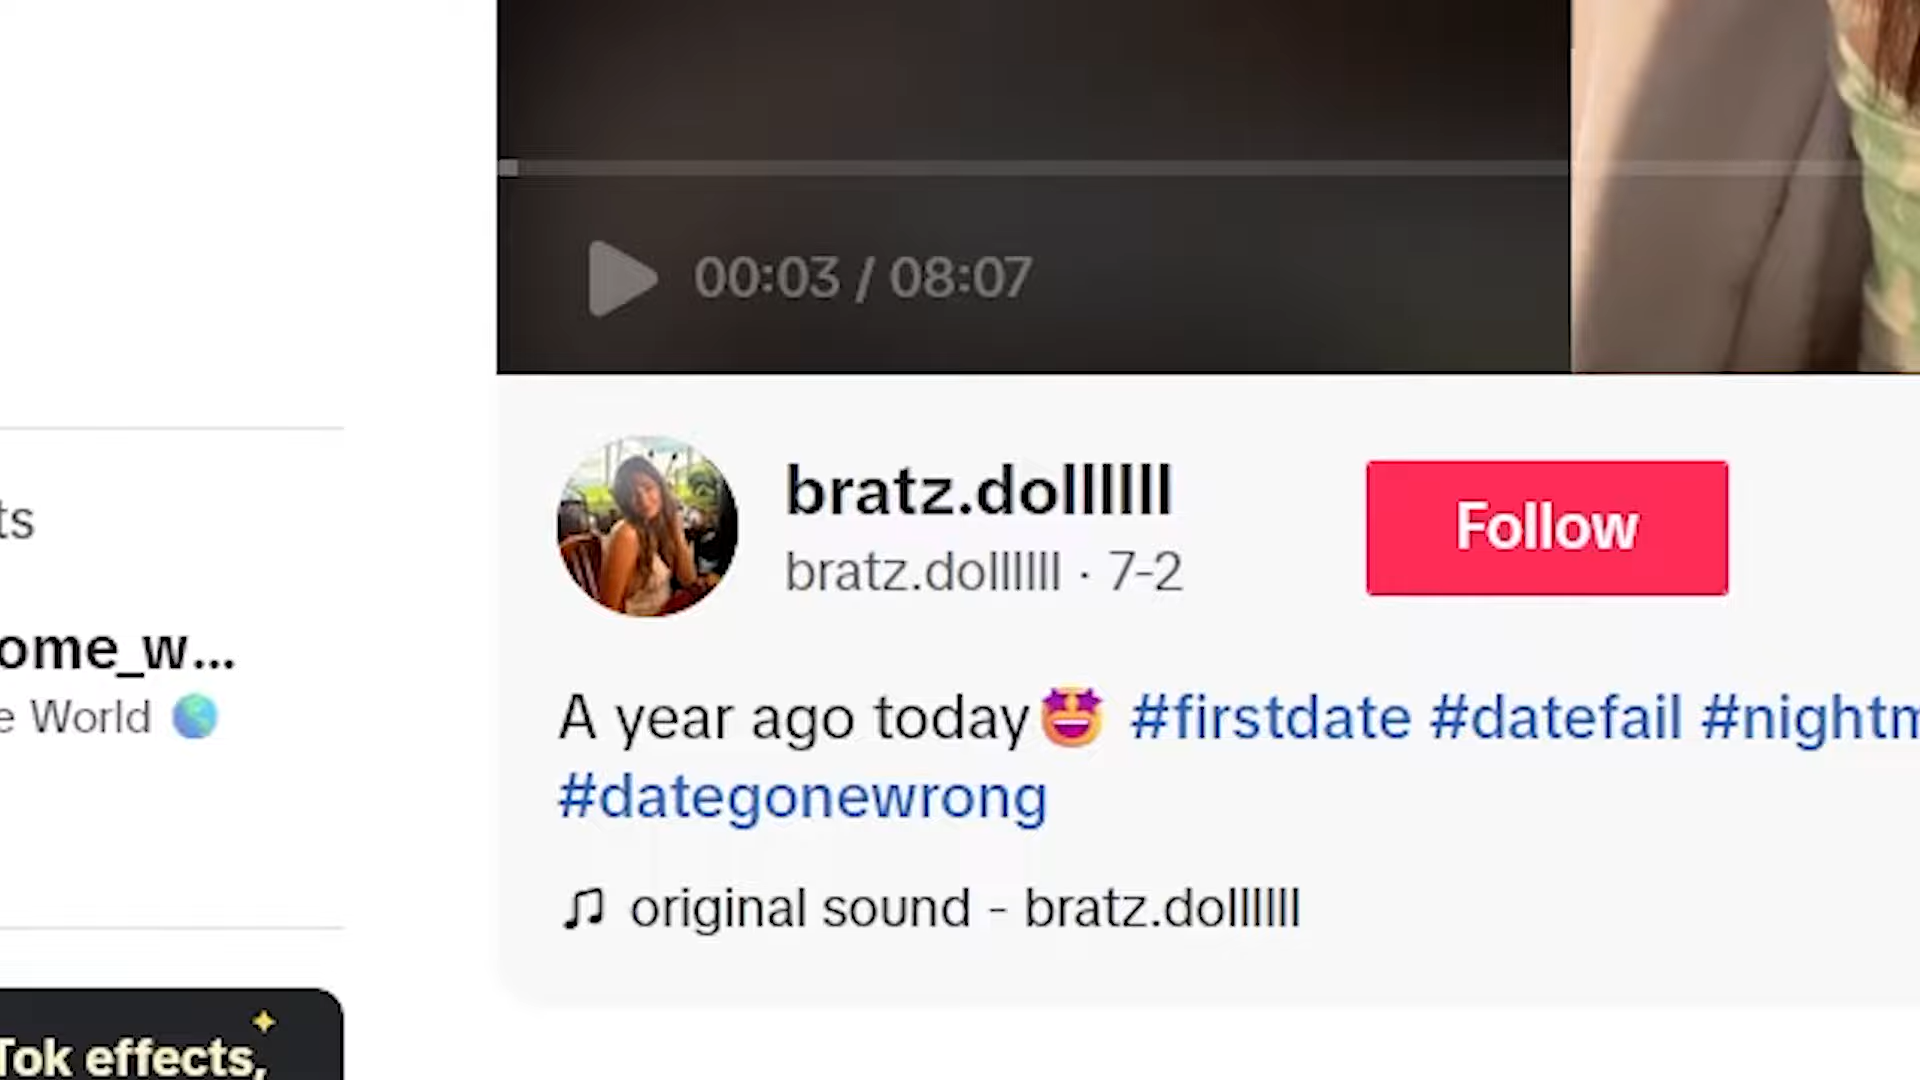 00:03 / 08:07
bratz.dollllll
bratz.dollllll · 7-2
Follow
ts
ome_w...
e World 🌎
A year ago today🤩 #firstdate #datefail #nightm
#dategonewrong
♫ original sound - bratz.dollllll
Tok effects,